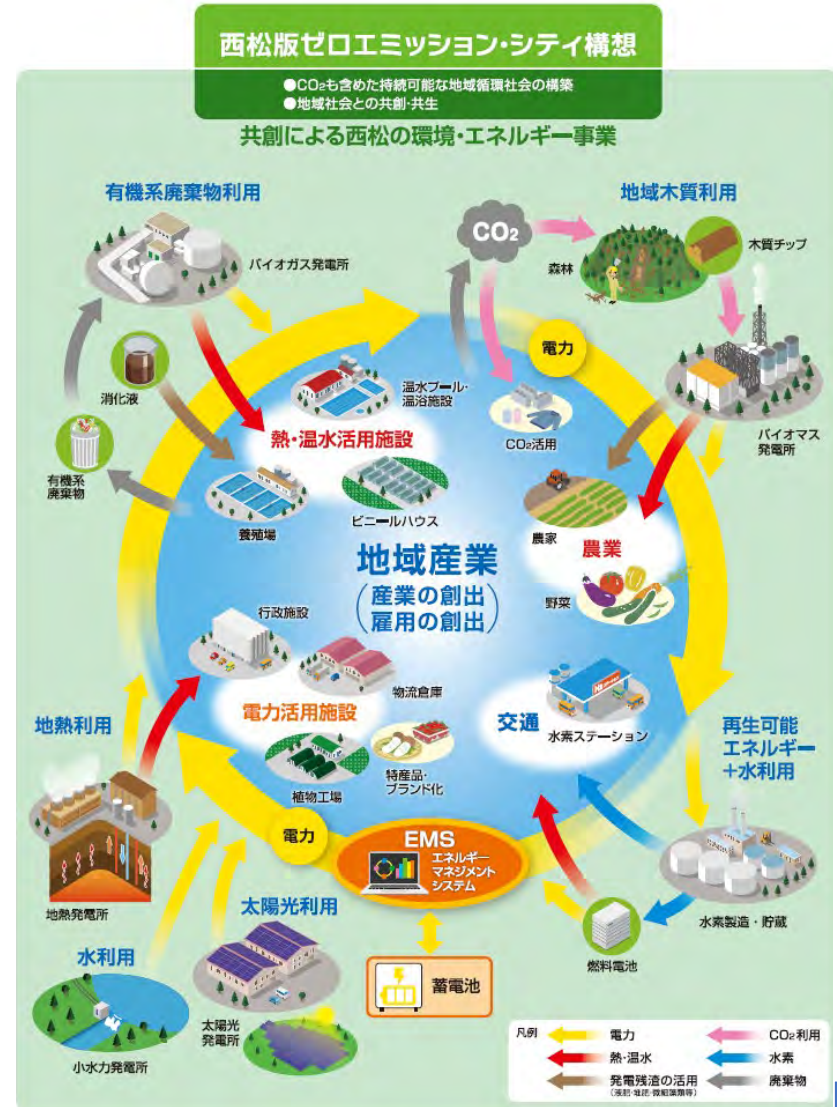 西松版ゼロエミッション・シティ構想
●CO2も含めた持続可能な地域循環社会の構築
●地域社会との共創・共生
共創による西松の環境・エネルギー事業
有機系廃棄物利用
バイオガス発電所
消化液
有機系
廃棄物
CO2
地域木質利用
森林
木質チップ
電力
バイオマス
発電所
温水プール・
温浴施設
熱・温水活用施設
養殖場
ビニールハウス
CO2活用
農家
農業
野菜
地域産業
(産業の創出
雇用の創出)
行政施設
物流倉庫
電力活用施設
植物工場
特産品・
ブランド化
交通
水素ステーション
地熱利用
地熱発電所
再生可能
エネルギー
+水利用
水素製造・貯蔵
燃料電池
電力
EMS
エネルギー
マネジメント
システム
蓄電池
水利用
小水力発電所
太陽光利用
太陽光
発電所
凡例
電力
CO2利用
熱・温水
水素
発電残渣の活用
廃棄物